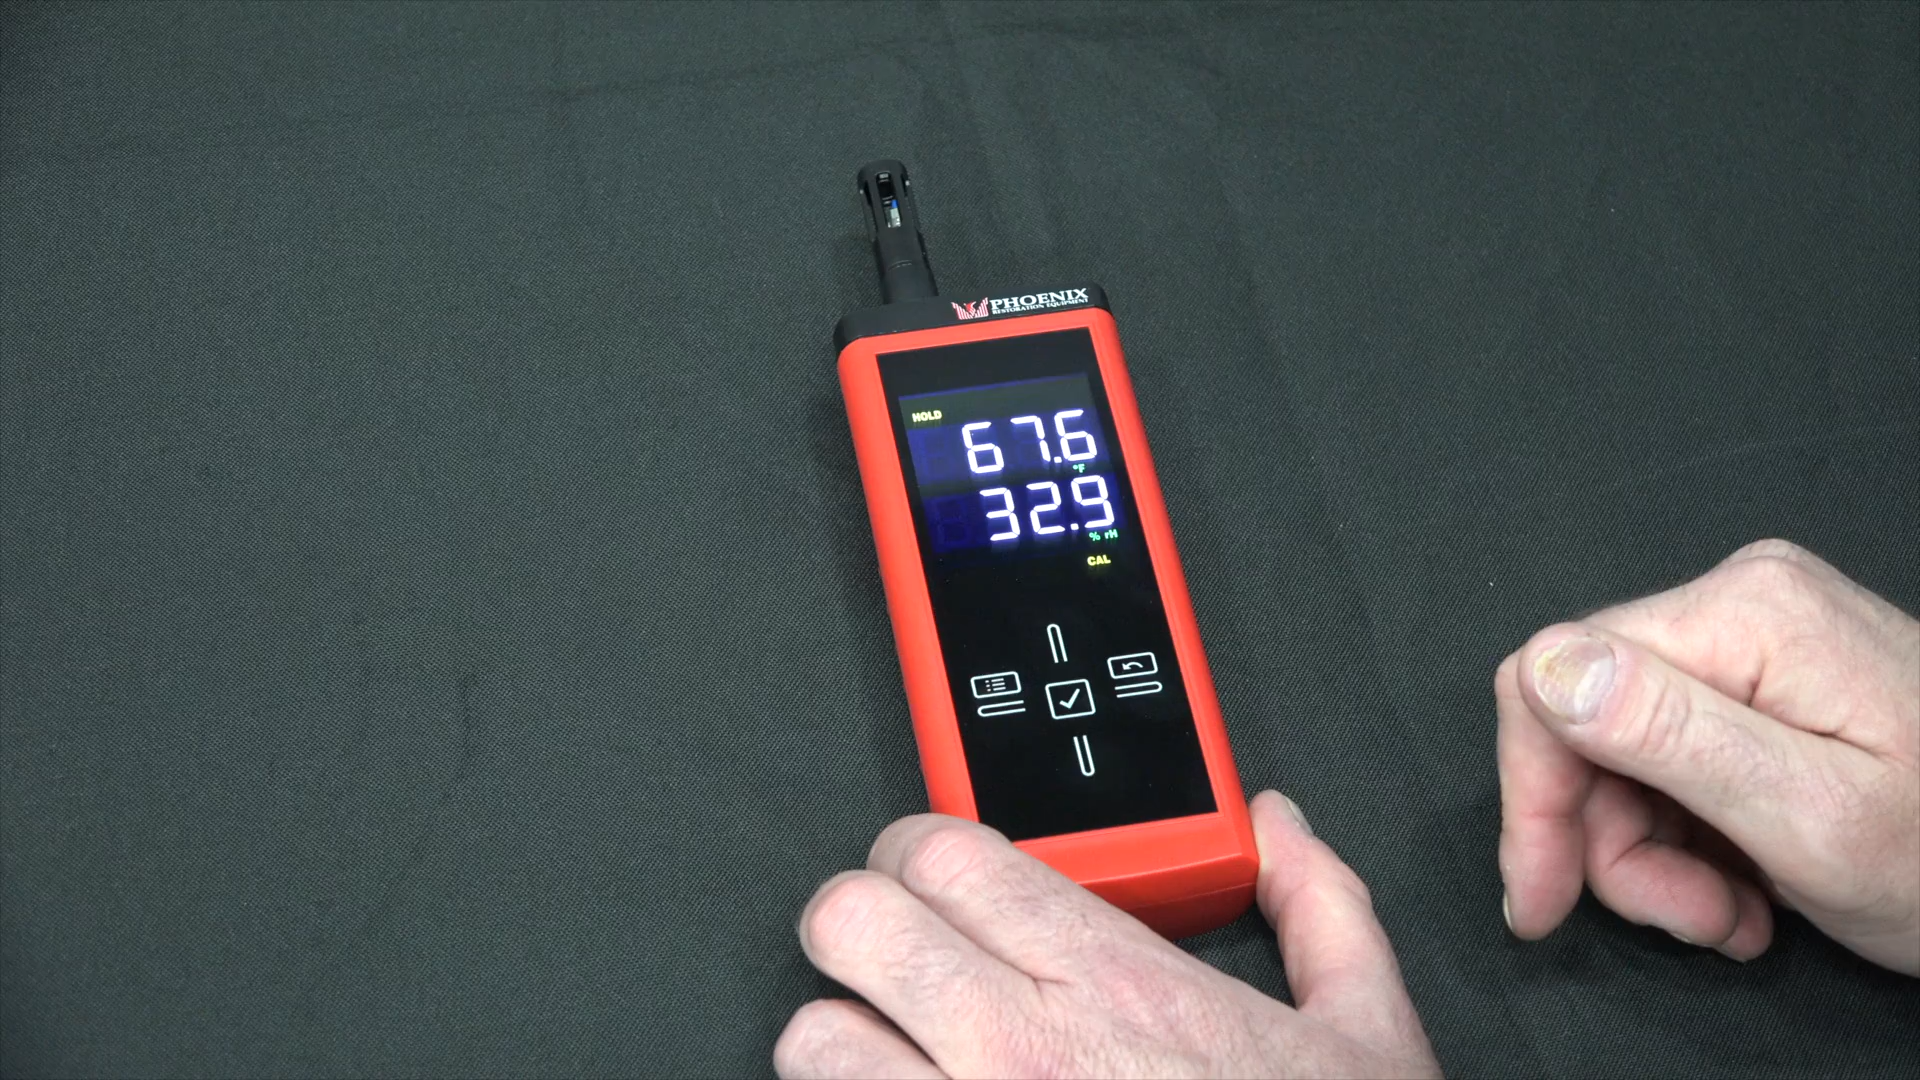 PHOENIX
RESTORATION EQUIPMENT
HOLD
67.6
°F
32.9
% rH
CAL